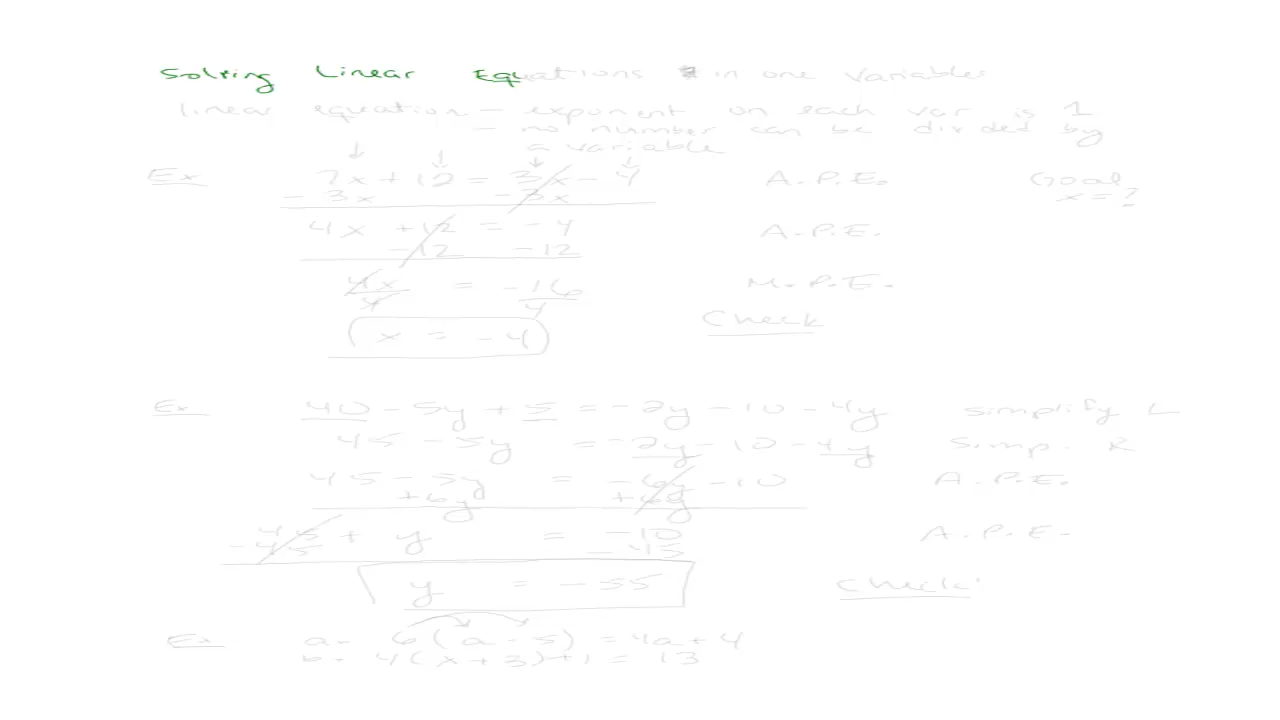 Solving Linear Equations in one Variables
linear equation – exponent on each var is 1
– no number can be divided by
a variable
Ex 7x + 12 = 3x - 4 A.P.E. Goal
- 3x - 3x x = ?
4x + 12 = - 4 A.P.E.
- 12 - 12
4x = -16 M.P.E.
4 4
x = - 4 Check
Ex 40 - 5y + 5 = - 2y - 10 - 4y simplify L
45 - 5y = - 2y - 10 - 4y Simp. R
45 - 5y = - 6y - 10 A.P.E.
+ 6y + 6y
45 + y = - 10 A.P.E.
- 45 - 45
y = - 55 Check
Ex a- 6(a - 5) = 4a + 4
b- 4(x + 3) + 1 = 13